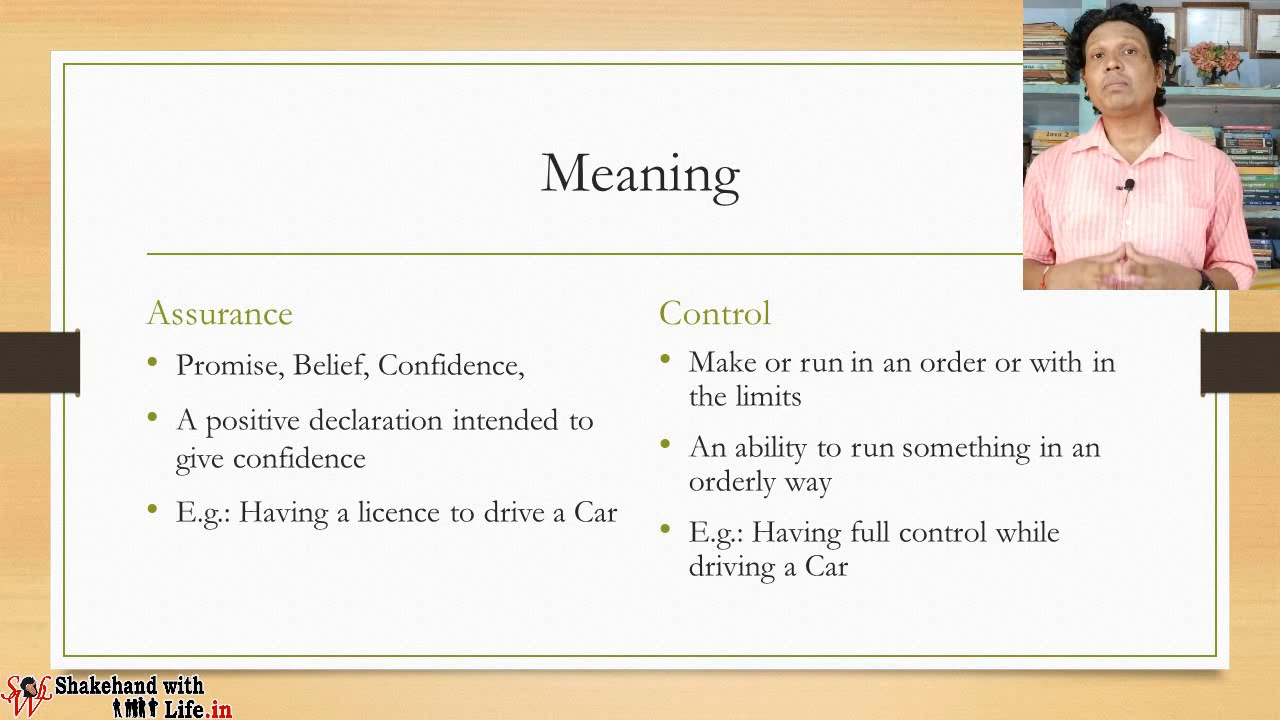 Meaning
Assurance
• Promise, Belief, Confidence,
• A positive declaration intended to
give confidence
• E.g.: Having a licence to drive a Car
Control
• Make or run in an order or with in
the limits
• An ability to run something in an
orderly way
• E.g.: Having full control while
driving a Car
Java 2
Shakehand with
Life.in